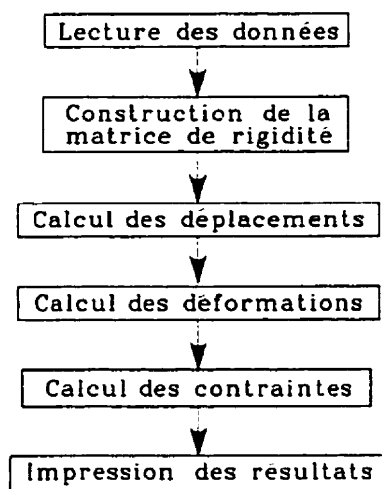 Lecture des données
Construction de la
matrice de rigidité
Calcul des déplacements
Calcul des déformations
Calcul des contraintes
Impression des résultats